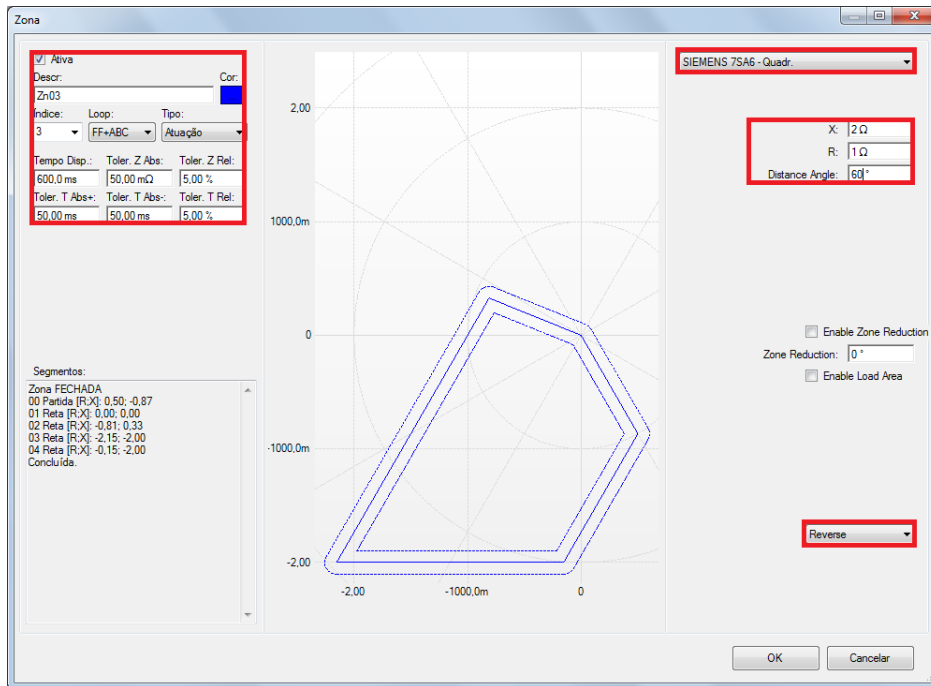 Zona
Ativa
Descr:
Cor:
Zn03
Índice:
Loop:
Tipo:
3
FF+ABC
Atuação
Tempo Disp.:
Toler. Z Abs:
Toler. Z Rel:
600,0 ms
50,00 mΩ
5,00 %
Toler. T Abs+:
Toler. T Abs-:
Toler. T Rel:
50,00 ms
50,00 ms
5,00 %
Segmentos:
Zona FECHADA
00 Partida [R;X]: 0,50; -0,87
01 Reta [R;X]: 0,00; 0,00
02 Reta [R;X]: -0,81; 0,33
03 Reta [R;X]: -2,15; -2,00
04 Reta [R;X]: -0,15; -2,00
Concluída.
2,00
1000,0m
0
-1000,0m
-2,00
-2,00
-1000,0m
0
SIEMENS 7SA6 - Quadr.
X: 2 Ω
R: 1 Ω
Distance Angle: 60 °
Enable Zone Reduction
Zone Reduction: 0 °
Enable Load Area
Reverse
OK
Cancelar